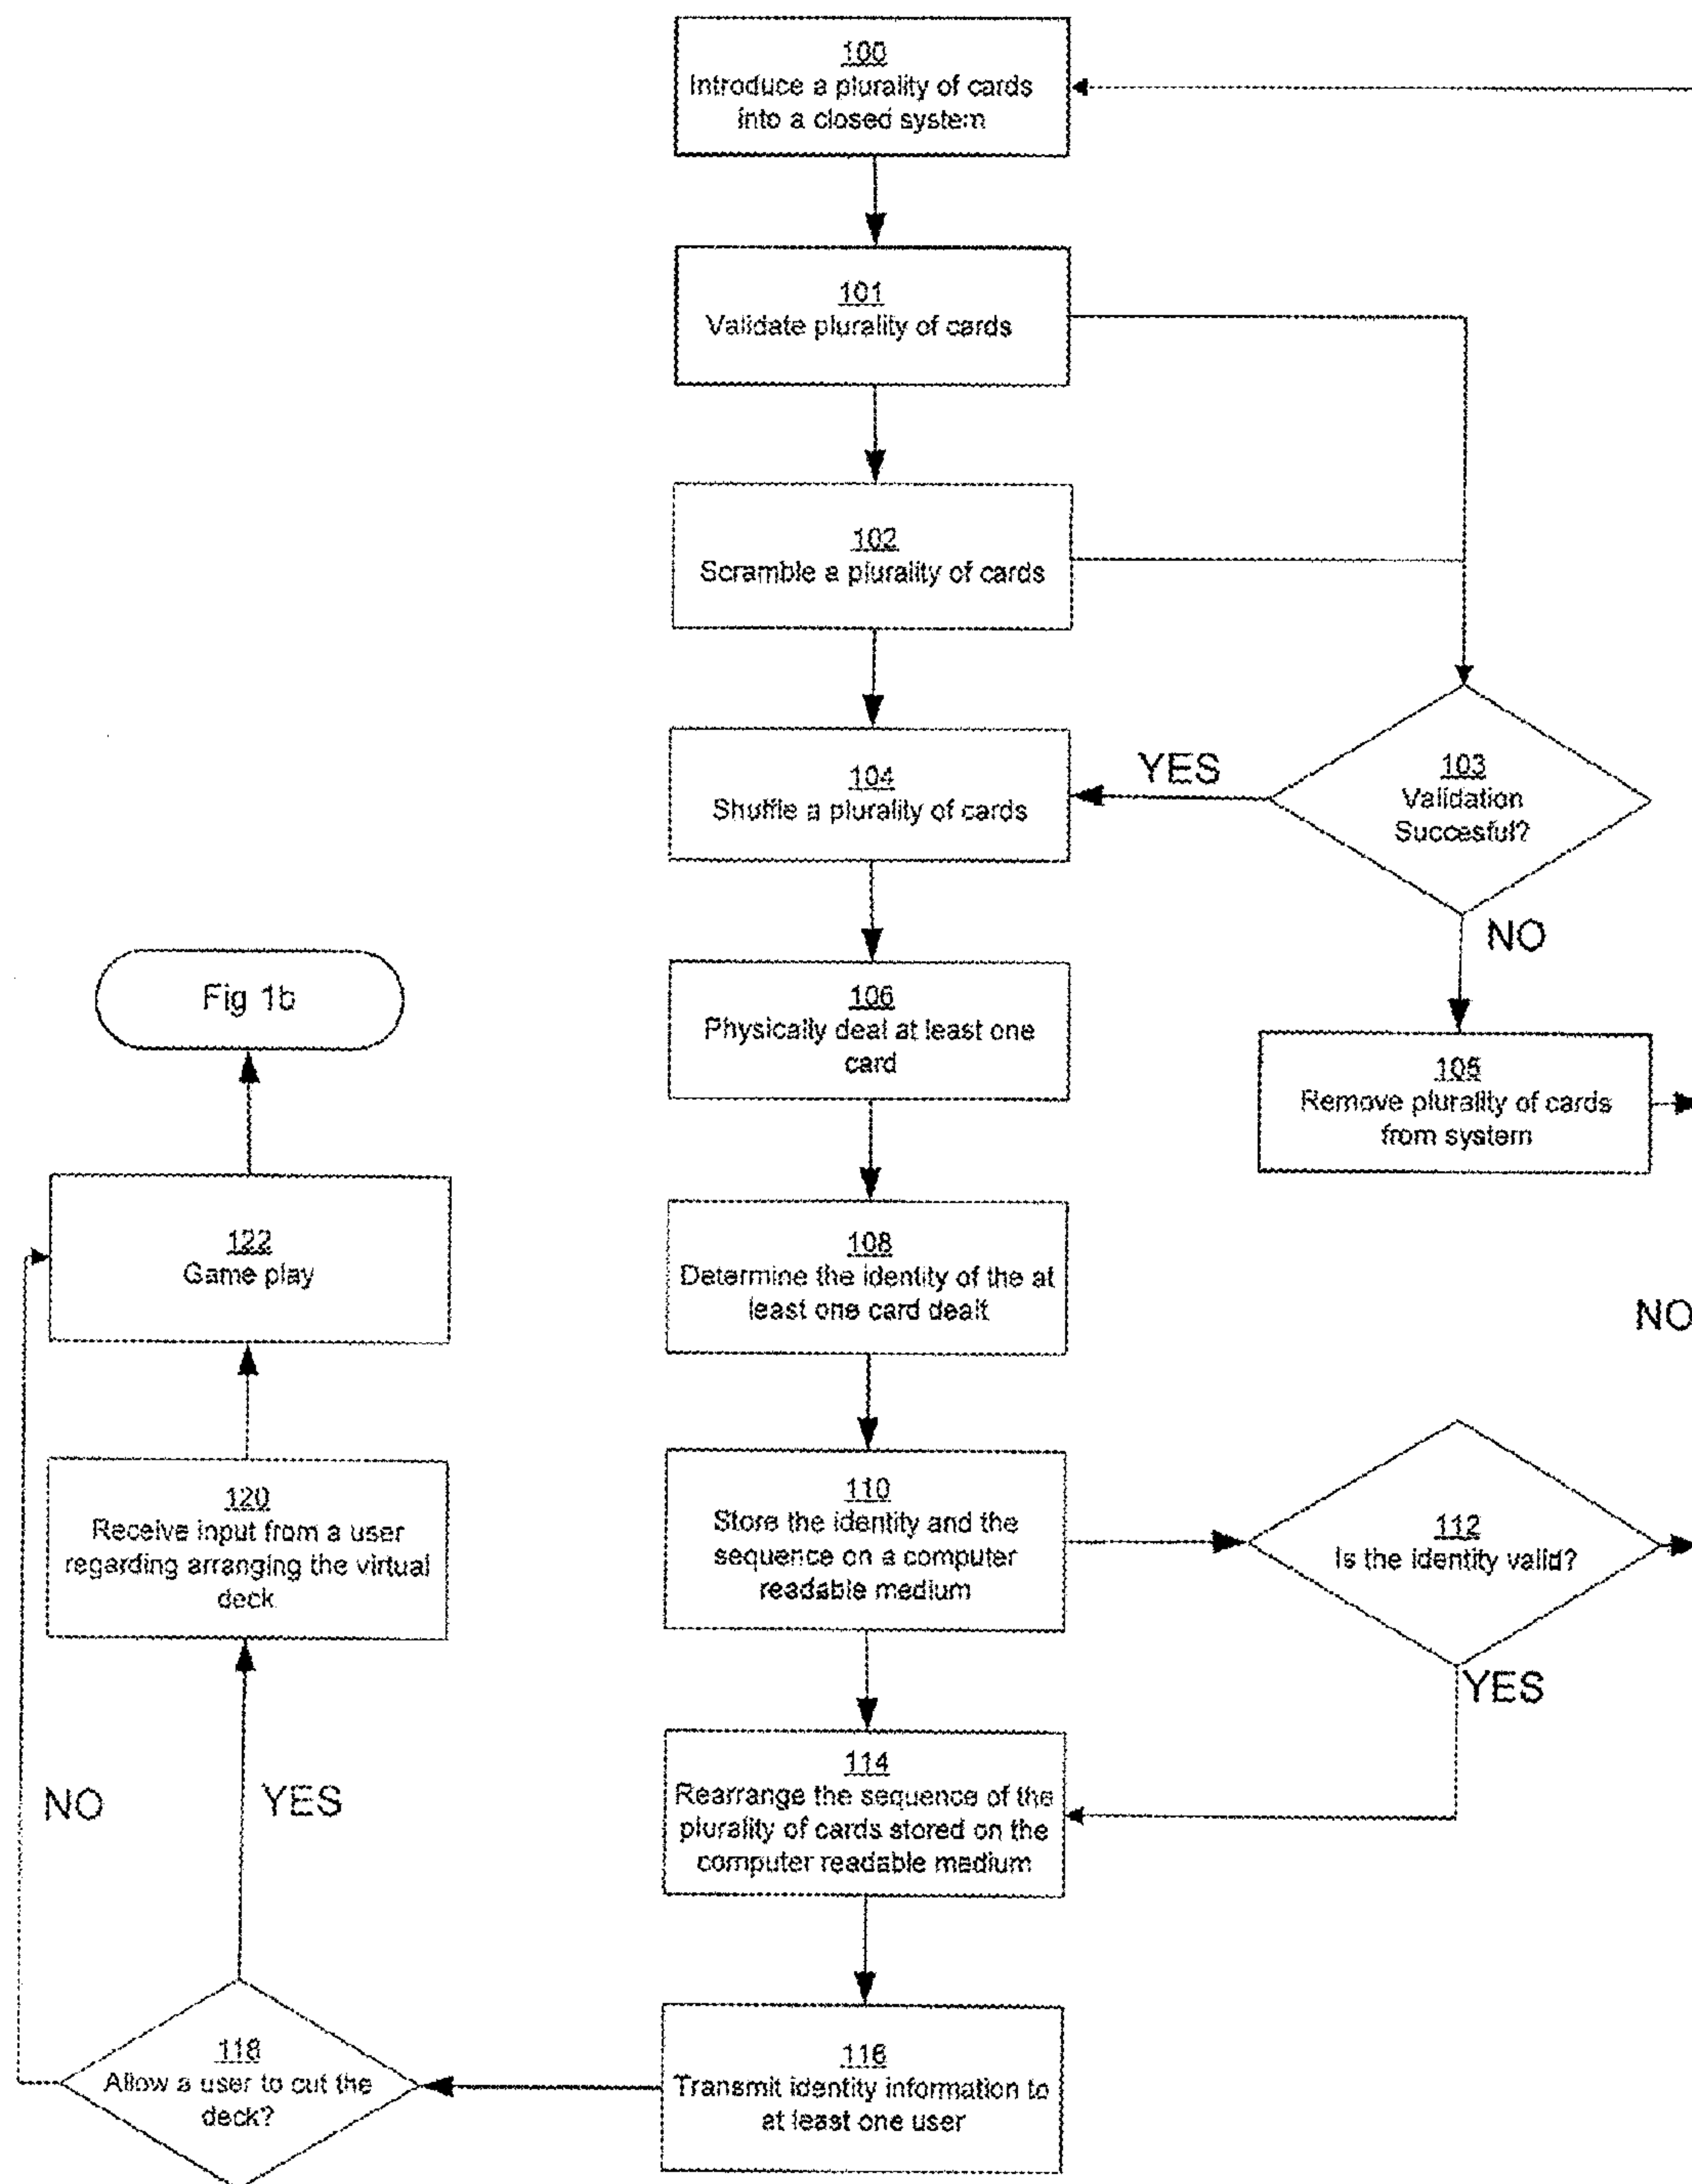 100
Introduce a plurality of cards
into a closed system
101
Validate plurality of cards
102
Scramble a plurality of cards
104
Shuffle a plurality of cards
YES
103
Validation
Succesful?
NO
106
Physically deal at least one
card
105
Remove plurality of cards
from system
Fig 1b
108
Determine the identity of the at
least one card dealt
NO
122
Game play
110
Store the identity and the
sequence on a computer
readable medium
112
Is the identity valid?
YES
120
Receive input from a user
regarding arranging the virtual
deck
114
Rearrange the sequence of the
plurality of cards stored on the
computer readable medium
NO
YES
116
Transmit identity information to
at least one user
118
Allow a user to cut the
deck?